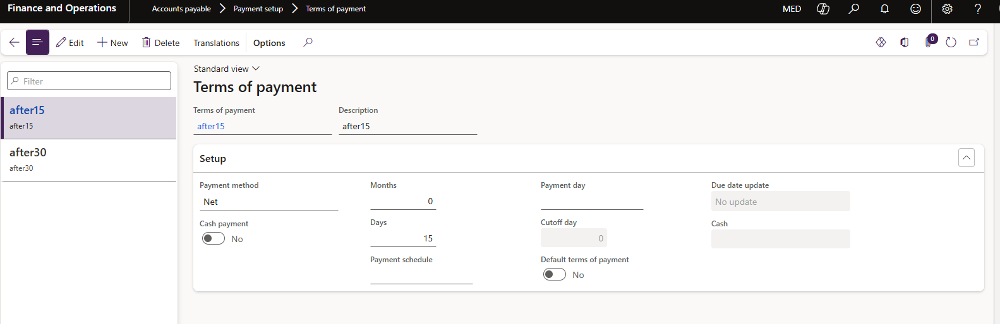 Finance and Operations
Accounts payable
Payment setup
Terms of payment
MED
Edit
New
Delete
Translations
Options
0
Filter
after15
after15
after30
after30
Standard view
Terms of payment
Terms of payment
Description
after15
after15
Setup
Payment method
Net
Cash payment
No
Months
0
Days
15
Payment schedule
Payment day
Cutoff day
0
Default terms of payment
No
Due date update
No update
Cash